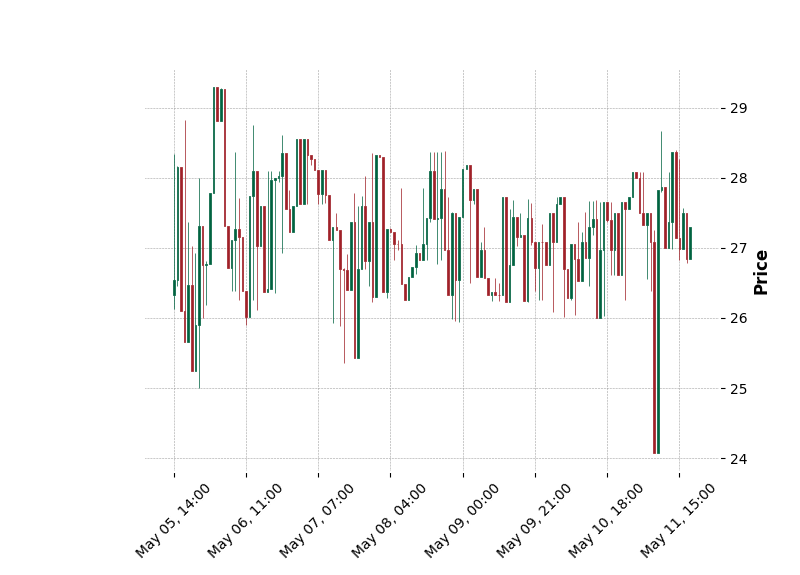 29
28
27
26
25
24
Price
May 05, 14:00
May 06, 11:00
May 07, 07:00
May 08, 04:00
May 09, 00:00
May 09, 21:00
May 10, 18:00
May 11, 15:00